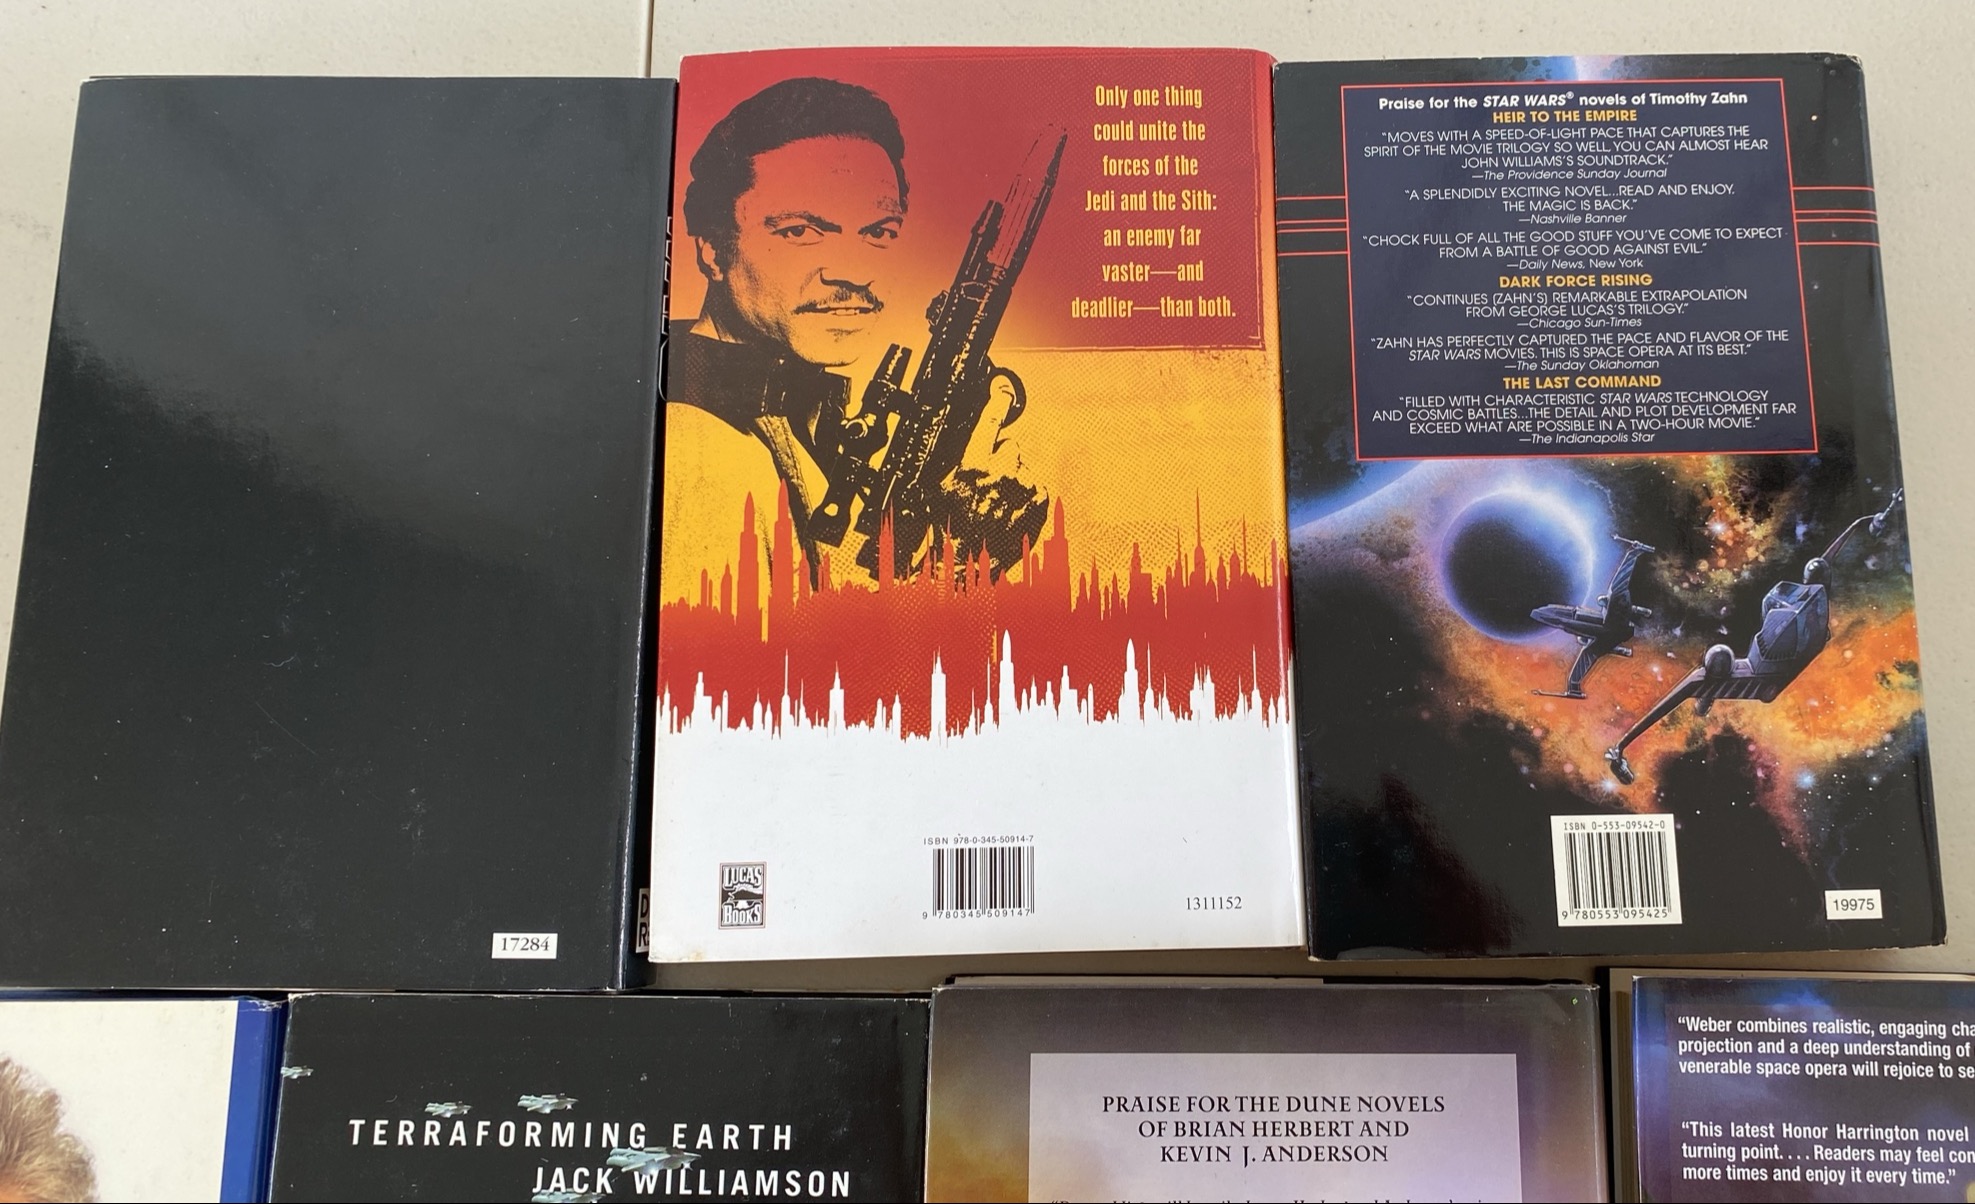 Only one thing
could unite the
forces of the
Jedi and the Sith:
an enemy far
vaster—and
deadlier—than both.
LUCAS
BOOKS
ISBN 978-0-345-50914-7
9 780345 509147
1311152
17284
Praise for the STAR WARS® novels of Timothy Zahn
HEIR TO THE EMPIRE
"MOVES WITH A SPEED-OF-LIGHT PACE THAT CAPTURES THE
SPIRIT OF THE MOVIE TRILOGY SO WELL, YOU CAN ALMOST HEAR
JOHN WILLIAMS'S SOUNDTRACK."
—The Providence Sunday Journal
"A SPLENDIDLY EXCITING NOVEL...READ AND ENJOY.
THE MAGIC IS BACK."
—Nashville Banner
"CHOCK FULL OF ALL THE GOOD STUFF YOU'VE COME TO EXPECT
FROM A BATTLE OF GOOD AGAINST EVIL."
—Daily News, New York
DARK FORCE RISING
"CONTINUES (ZAHN'S) REMARKABLE EXTRAPOLATION
FROM GEORGE LUCAS'S TRILOGY."
—Chicago Sun-Times
"ZAHN HAS PERFECTLY CAPTURED THE PACE AND FLAVOR OF THE
STAR WARS MOVIES. THIS IS SPACE OPERA AT ITS BEST."
—The Sunday Oklahoman
THE LAST COMMAND
"FILLED WITH CHARACTERISTIC STAR WARS TECHNOLOGY
AND COSMIC BATTLES...THE DETAIL AND PLOT DEVELOPMENT FAR
EXCEED WHAT ARE POSSIBLE IN A TWO-HOUR MOVIE."
—The Indianapolis Star
ISBN 0-553-09542-0
9 780553 095425
19975
TERRAFORMING EARTH
JACK WILLIAMSON
PRAISE FOR THE DUNE NOVELS
OF BRIAN HERBERT AND
KEVIN J. ANDERSON
"Weber combines realistic, engaging cha
projection and a deep understanding of
venerable space opera will rejoice to se
"This latest Honor Harrington novel
turning point. . . . Readers may feel con
more times and enjoy it every time."